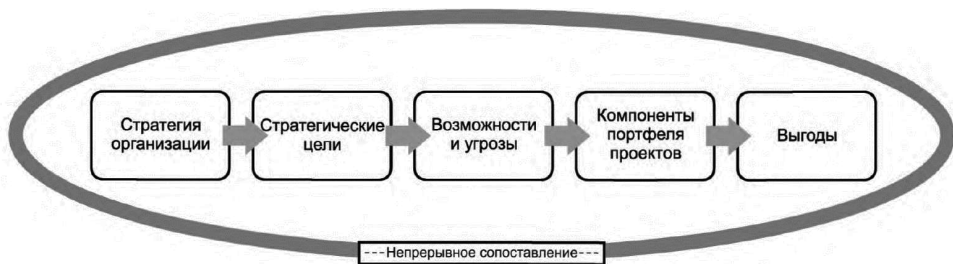 Стратегия
организации
Стратегические
цели
Возможности
и угрозы
Компоненты
портфеля
проектов
Выгоды
---Непрерывное сопоставление---